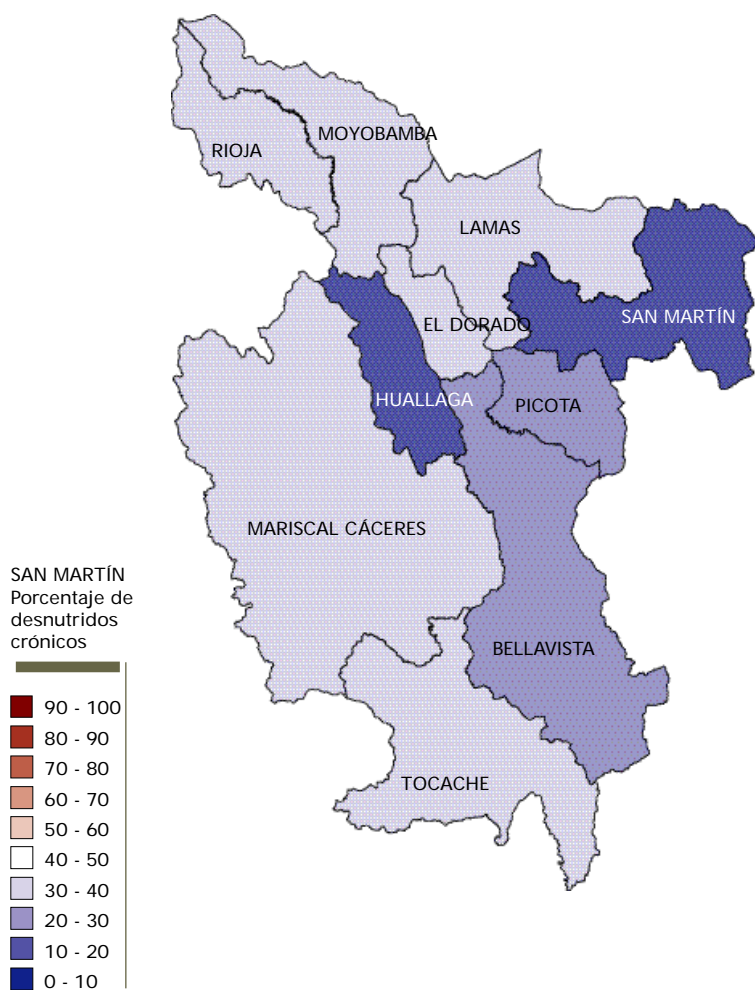 MOYOBAMBA
RIOJA
LAMAS
SAN MARTÍN
EL DORADO
HUALLAGA
PICOTA
MARISCAL CÁCERES
BELLAVISTA
TOCACHE
SAN MARTÍN
Porcentaje de
desnutridos
crónicos
90 - 100
80 - 90
70 - 80
60 - 70
50 - 60
40 - 50
30 - 40
20 - 30
10 - 20
0 - 10